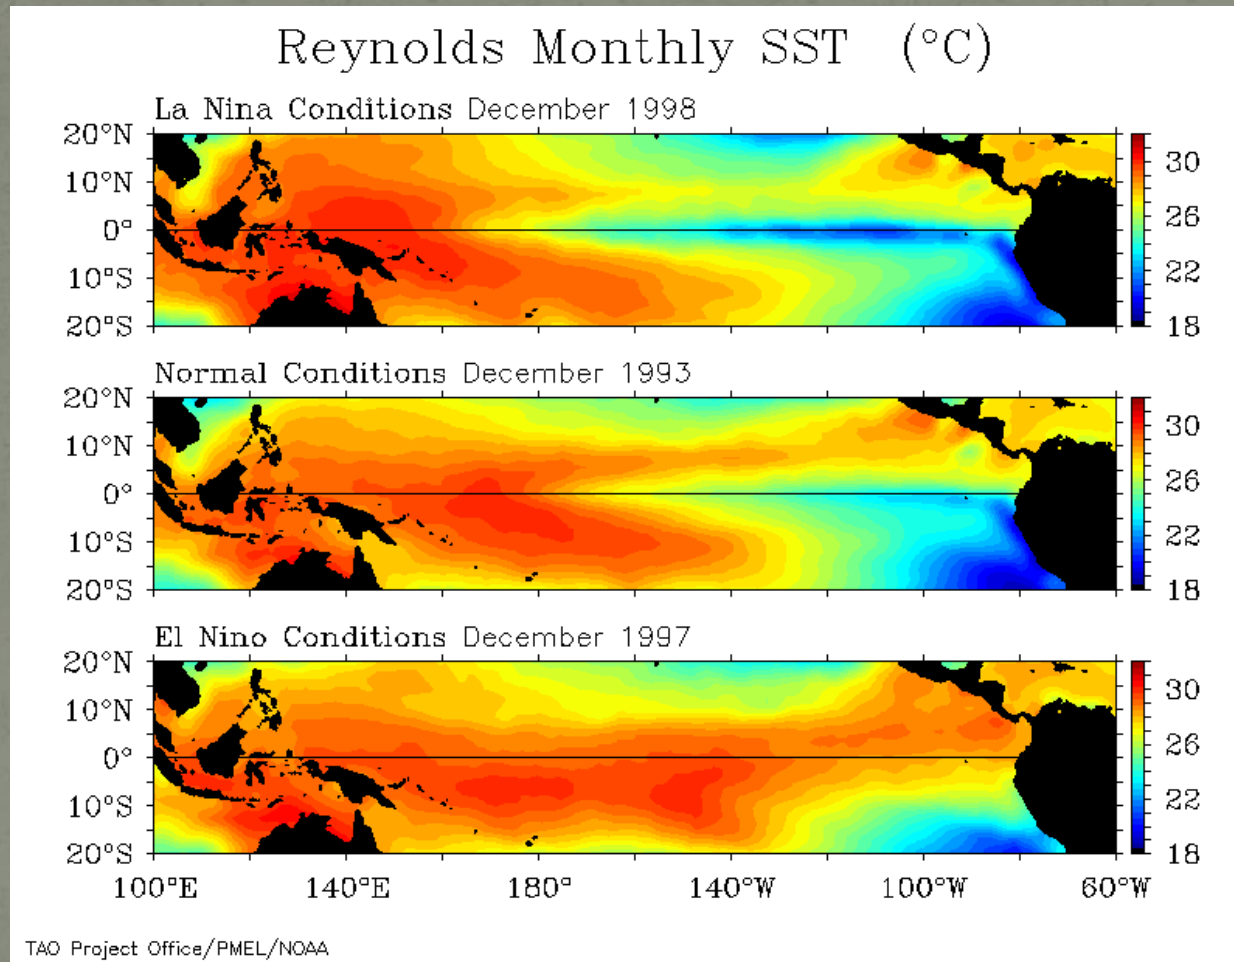 Reynolds Monthly SST (°C)
La Nina Conditions December 1998
20°N
10°N
0°
10°S
20°S
30
26
22
18
Normal Conditions December 1993
20°N
10°N
0°
10°S
20°S
30
26
22
18
El Nino Conditions December 1997
20°N
10°N
0°
10°S
20°S
30
26
22
18
100°E 140°E 180° 140°W 100°W 60°W
TAO Project Office/PMEL/NOAA